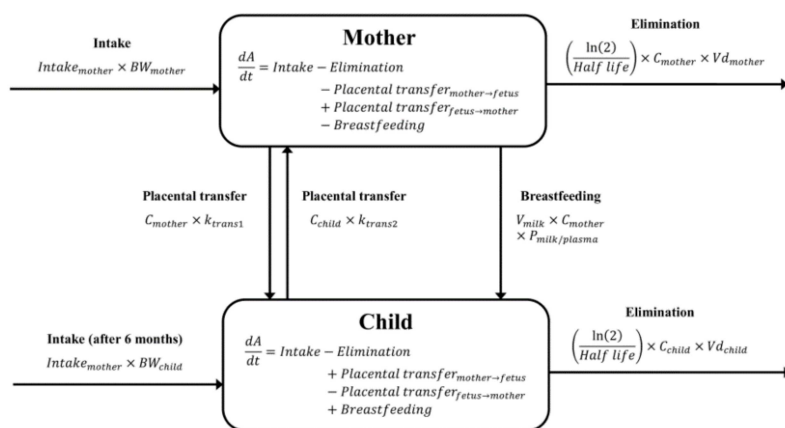 Intake
Intake_mother × BW_mother
Mother
dA/dt = Intake − Elimination
− Placental transfer_mother→fetus
+ Placental transfer_fetus→mother
− Breastfeeding
Elimination
(ln(2)/Half life) × C_mother × Vd_mother
Placental transfer
C_mother × k_trans1
Placental transfer
C_child × k_trans2
Breastfeeding
V_milk × C_mother
× P_milk/plasma
Intake (after 6 months)
Intake_mother × BW_child
Child
dA/dt = Intake − Elimination
+ Placental transfer_mother→fetus
− Placental transfer_fetus→mother
+ Breastfeeding
Elimination
(ln(2)/Half life) × C_child × Vd_child